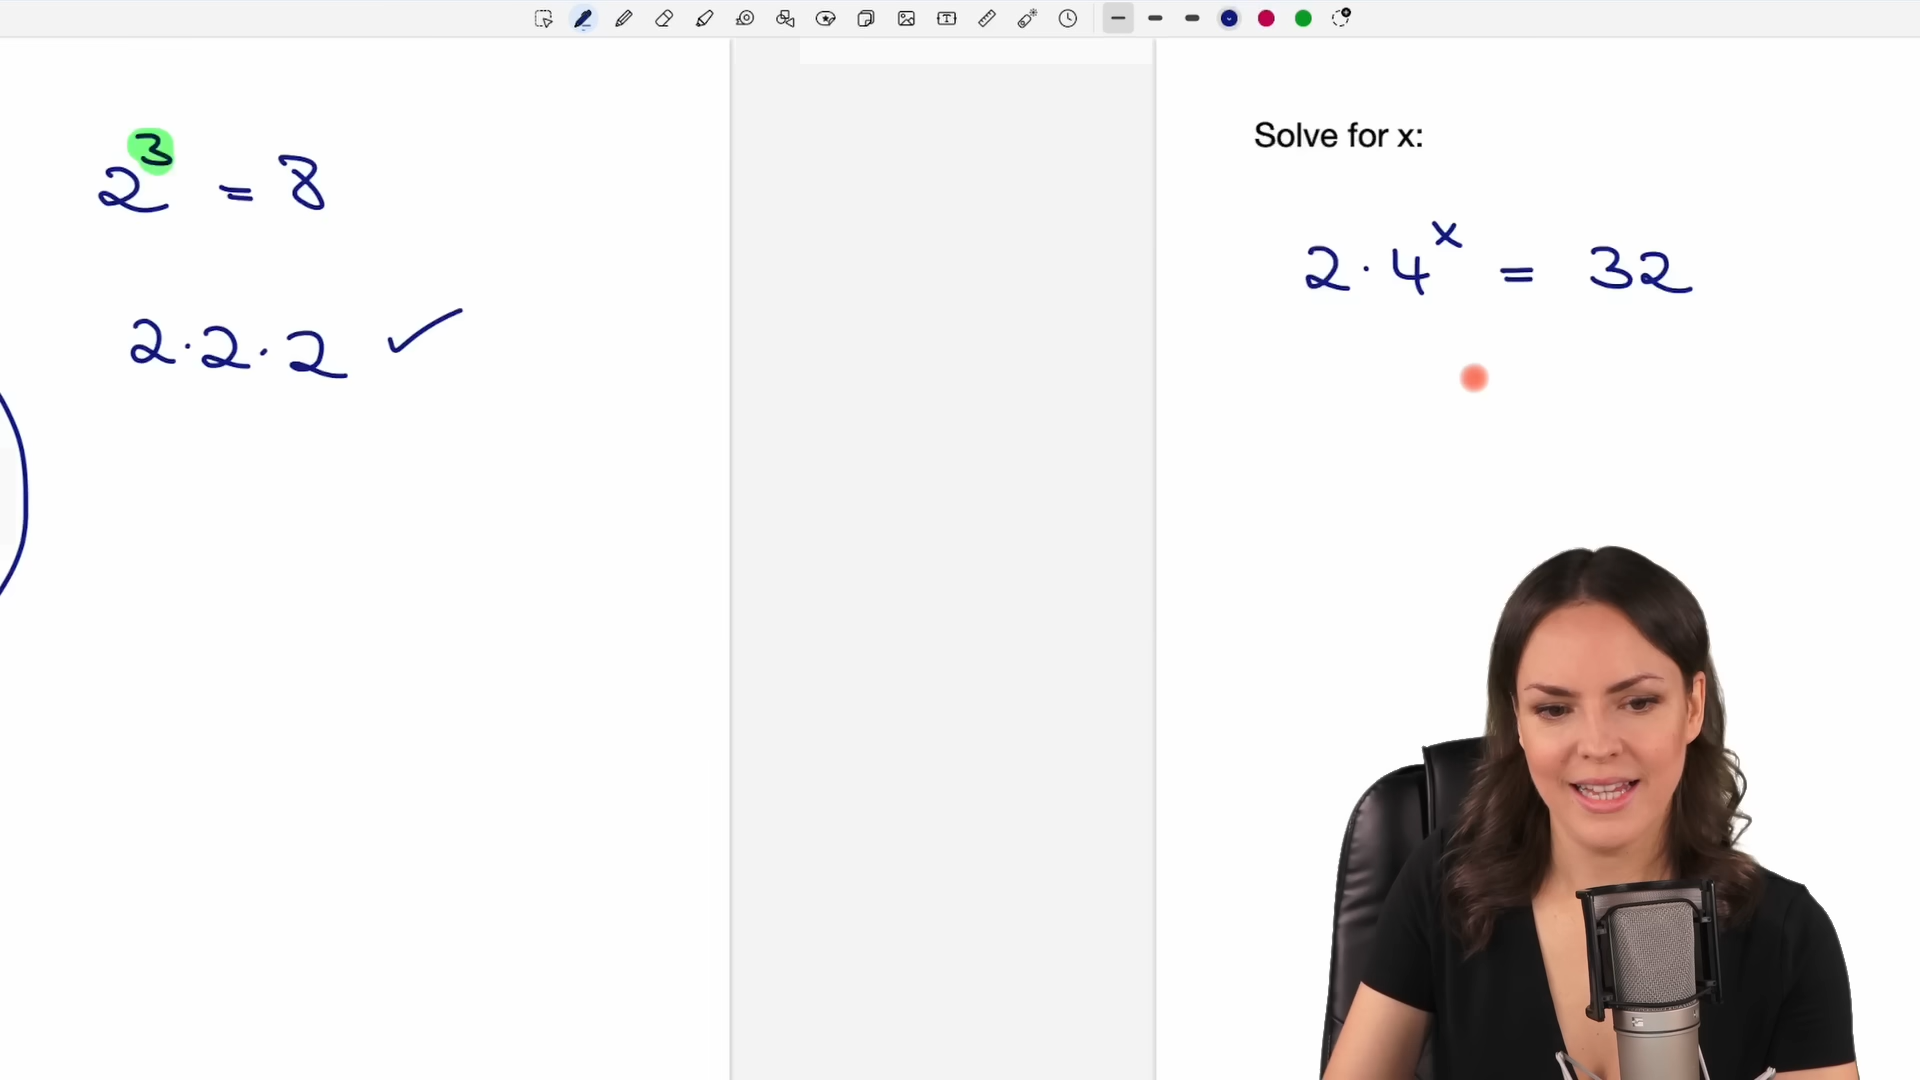 2³ = 8
2·2·2 ✓
Solve for x:
2·4ˣ = 32